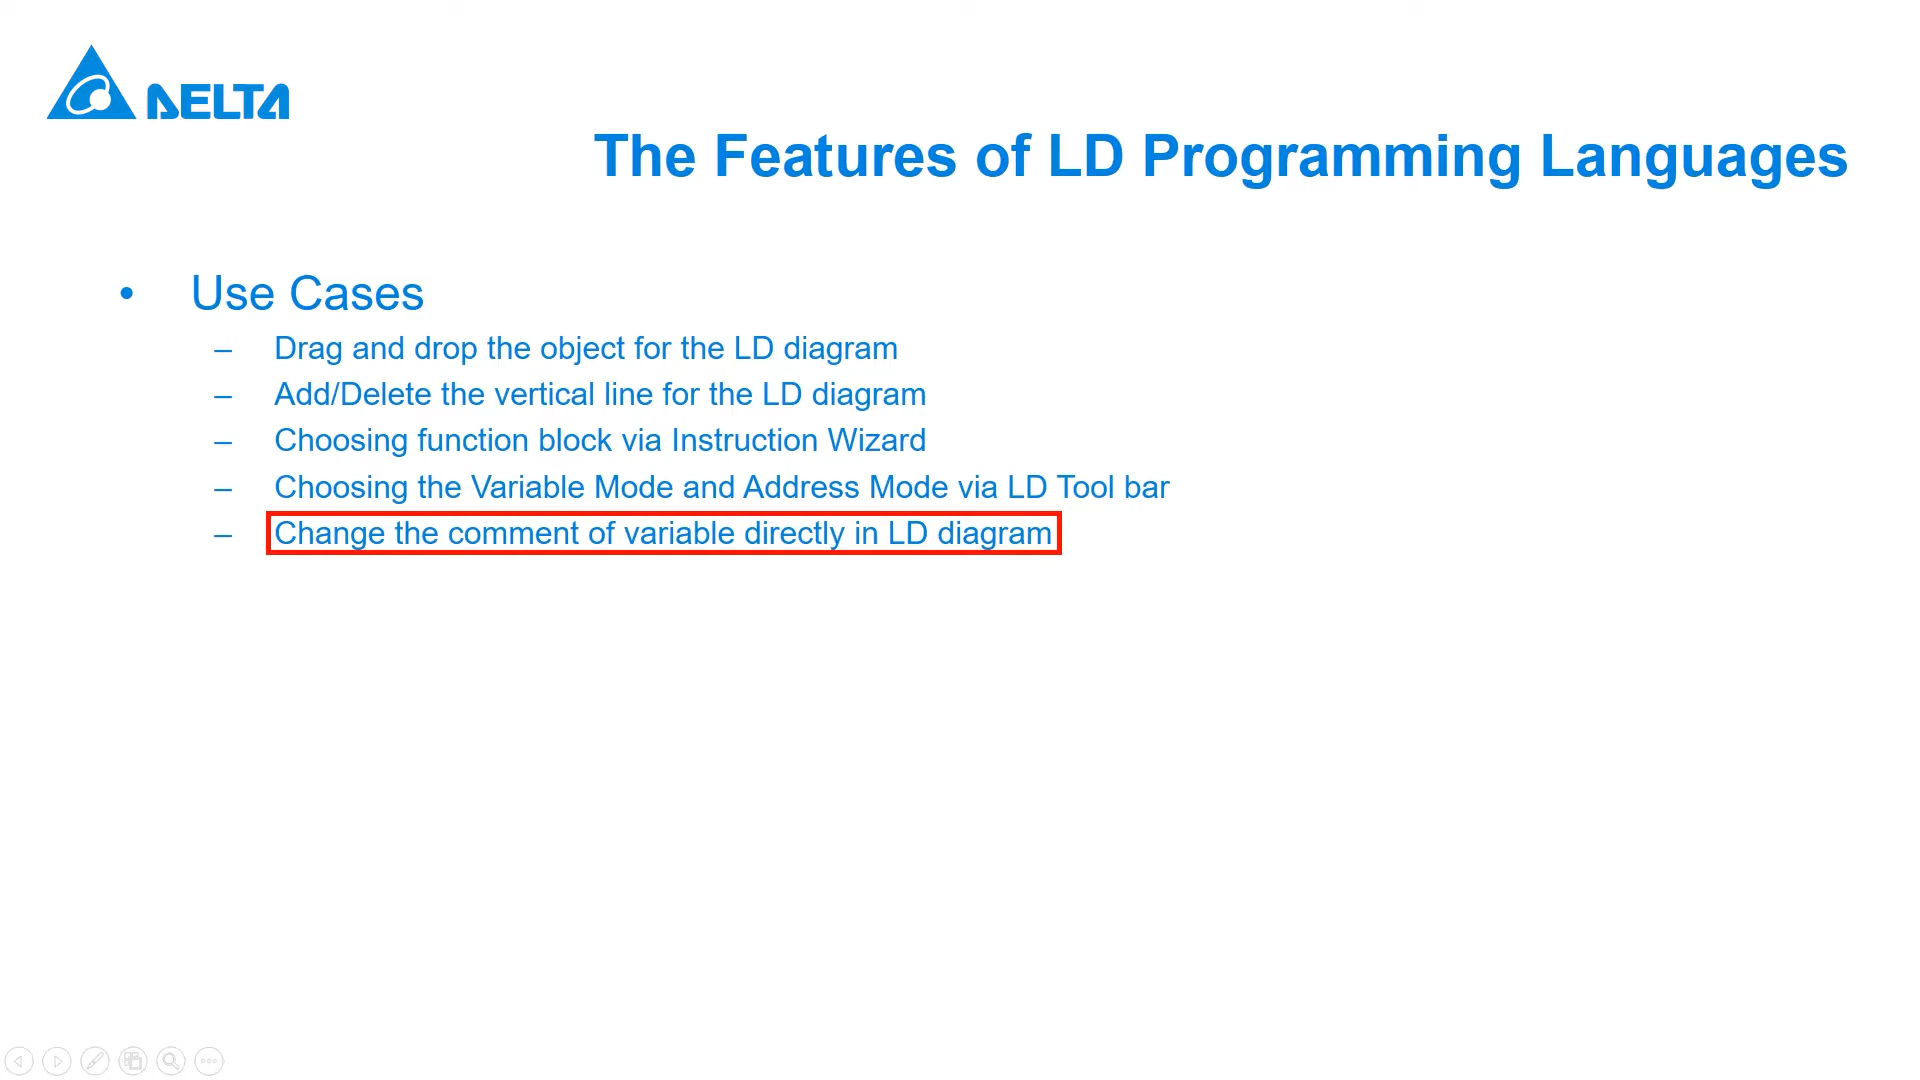 DELTA
The Features of LD Programming Languages
• Use Cases
– Drag and drop the object for the LD diagram
– Add/Delete the vertical line for the LD diagram
– Choosing function block via Instruction Wizard
– Choosing the Variable Mode and Address Mode via LD Tool bar
– Change the comment of variable directly in LD diagram